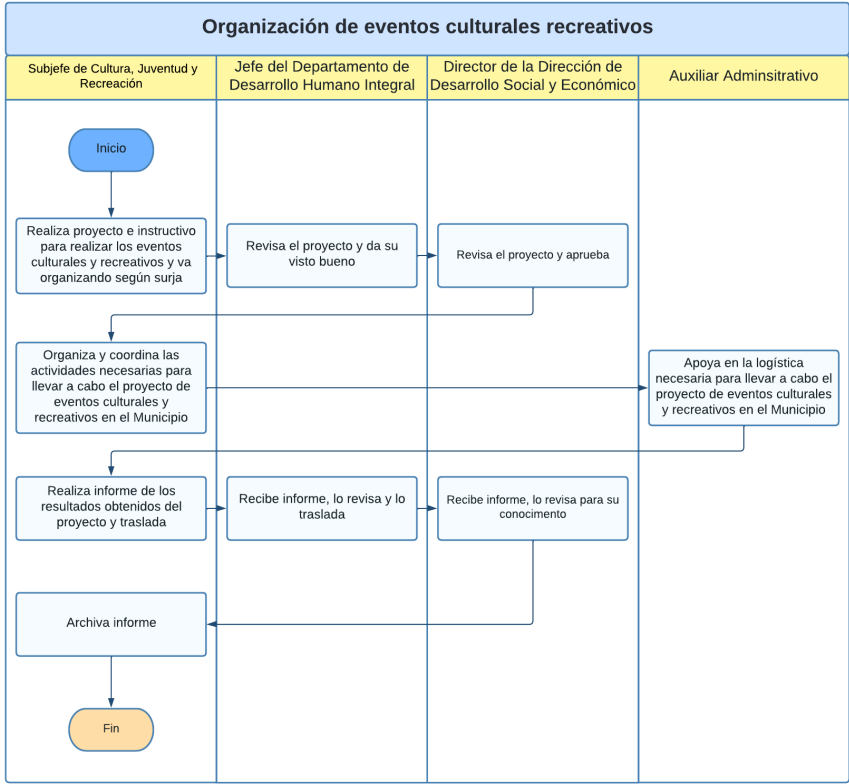 Organización de eventos culturales recreativos
Subjefe de Cultura, Juventud y
Recreación
Jefe del Departamento de
Desarrollo Humano Integral
Director de la Dirección de
Desarrollo Social y Económico
Auxiliar Adminsitrativo
Inicio
Realiza proyecto e instructivo
para realizar los eventos
culturales y recreativos y va
organizando según surja
Revisa el proyecto y da su
visto bueno
Revisa el proyecto y aprueba
Organiza y coordina las
actividades necesarias para
llevar a cabo el proyecto de
eventos culturales y
recreativos en el Municipio
Apoya en la logística
necesaria para llevar a cabo el
proyecto de eventos culturales
y recreativos en el Municipio
Realiza informe de los
resultados obtenidos del
proyecto y traslada
Recibe informe, lo revisa y lo
traslada
Recibe informe, lo revisa para su
conocimento
Archiva informe
Fin